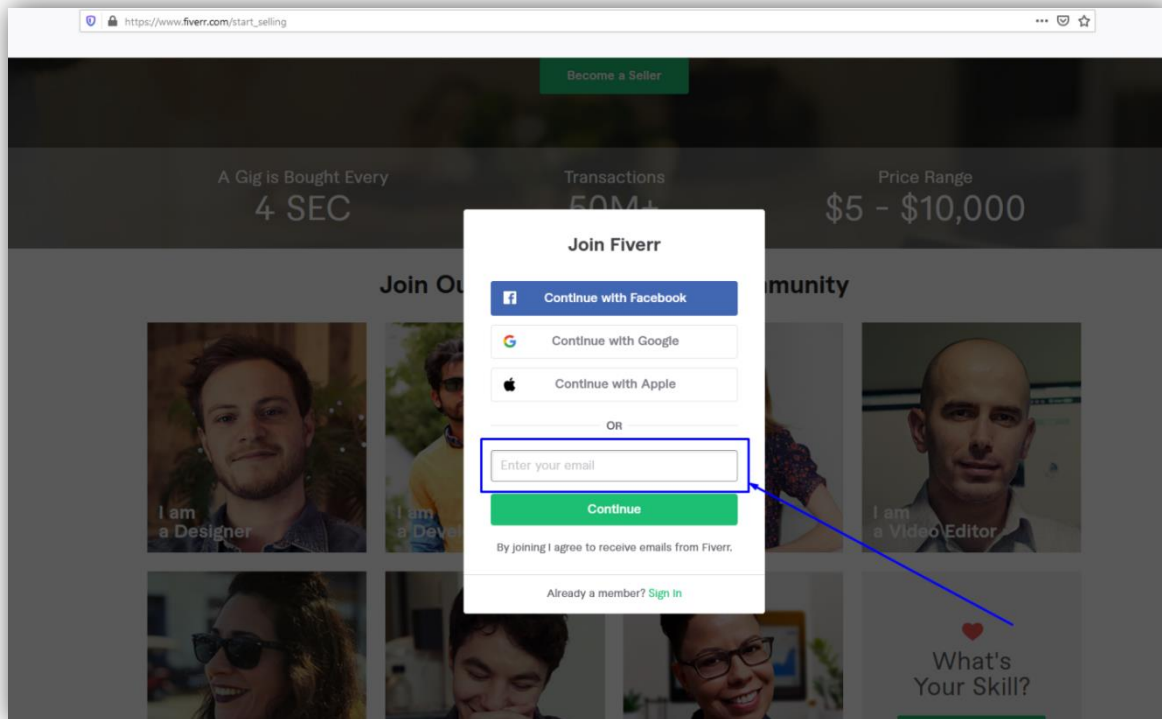 https://www.fiverr.com/start_selling
Become a Seller
A Gig is Bought Every
4 SEC
Transactions
50M+
Price Range
$5 - $10,000
Join Fiverr
Join Ou
munity
Continue with Facebook
Continue with Google
Continue with Apple
OR
Enter your email
Continue
By joining I agree to receive emails from Fiverr.
Already a member? Sign In
I am
a Designer
I am
a Devel
I am
a Video Editor
What's
Your Skill?